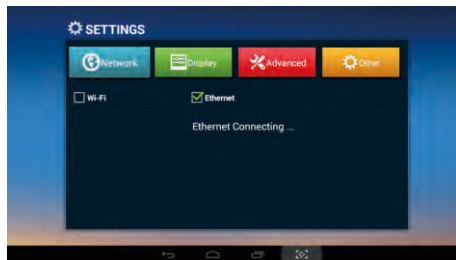 SETTINGS
Network Display Advanced Other
Wi-Fi Ethernet
Ethernet Connecting ...